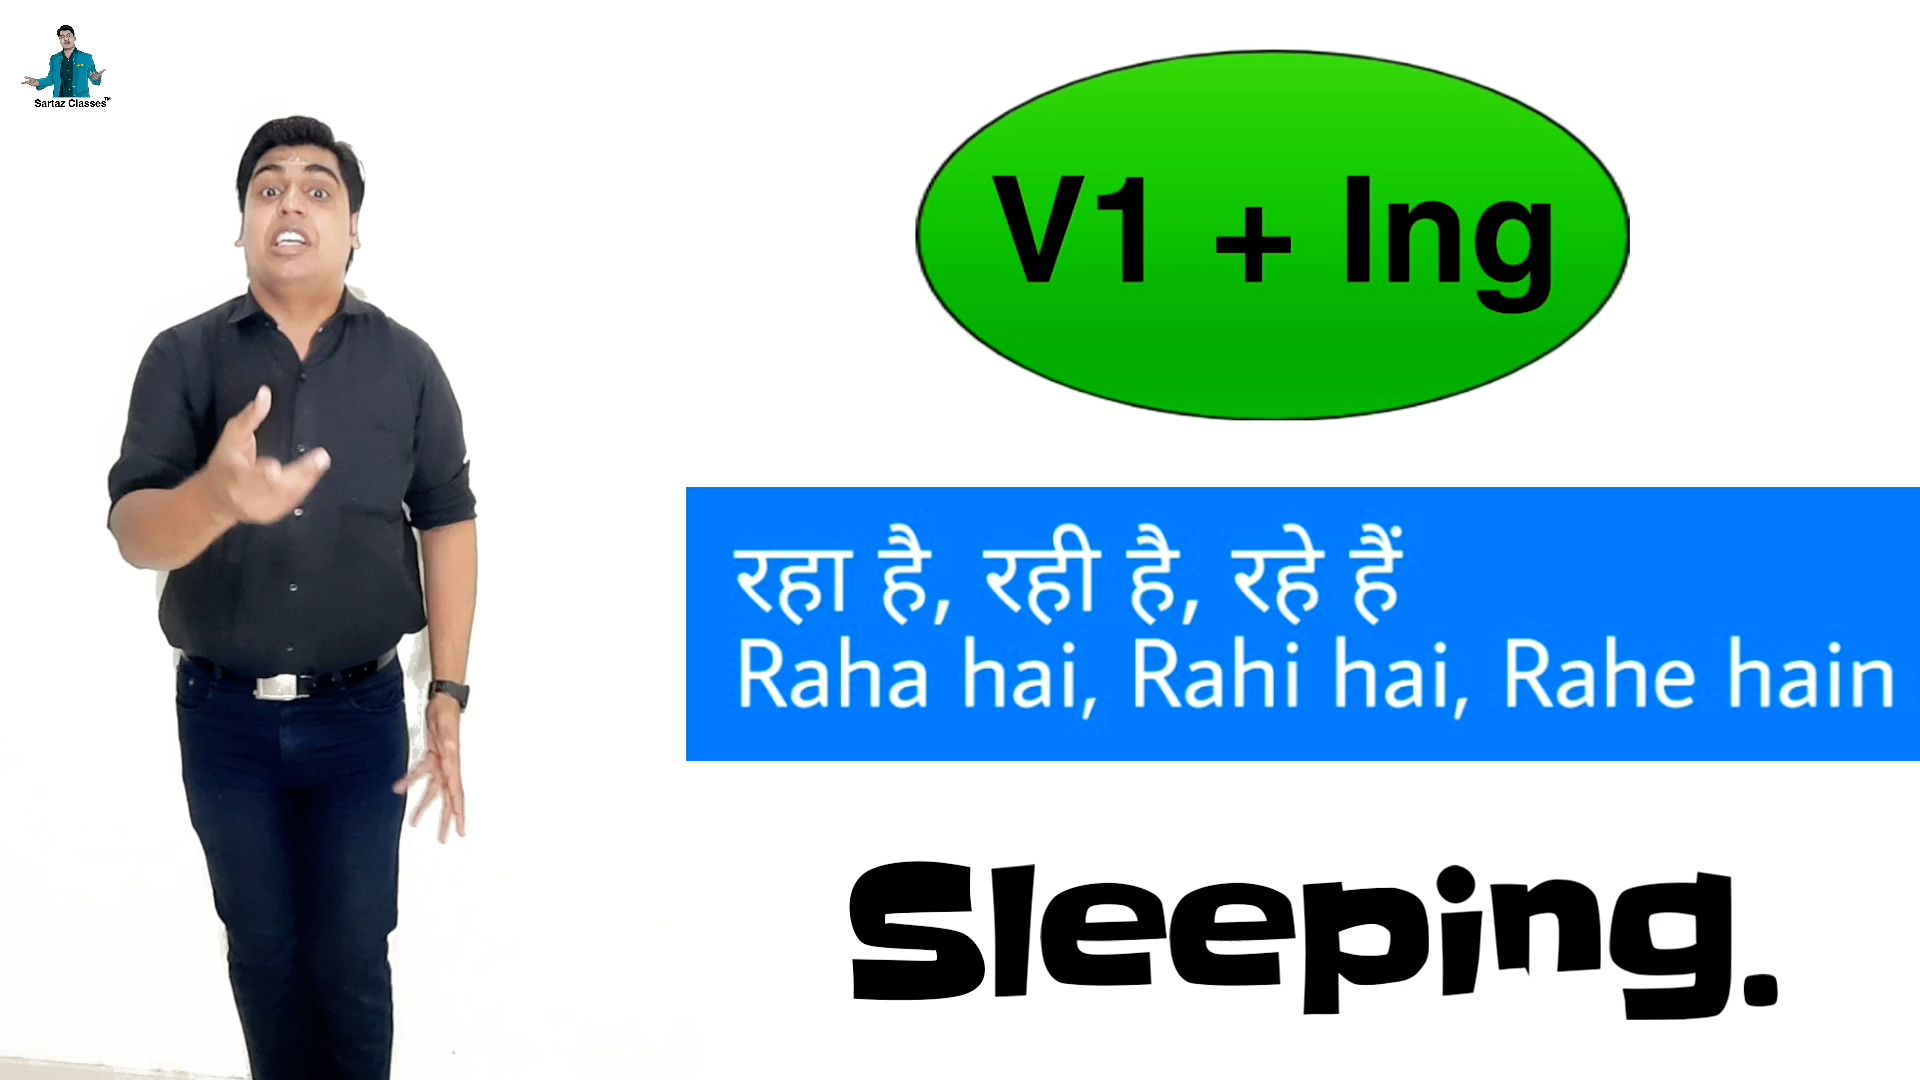 Sartaz Classes™
V1 + Ing
रहा है, रही है, रहे हैं
Raha hai, Rahi hai, Rahe hain
Sleeping.